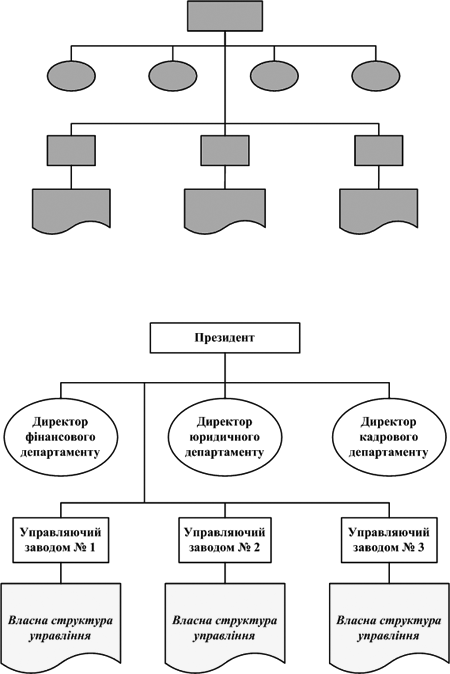 Президент
Директор
фінансового
департаменту
Директор
юридичного
департаменту
Директор
кадрового
департаменту
Управляючий
заводом № 1
Управляючий
заводом № 2
Управляючий
заводом № 3
Власна структура
управління
Власна структура
управління
Власна структура
управління